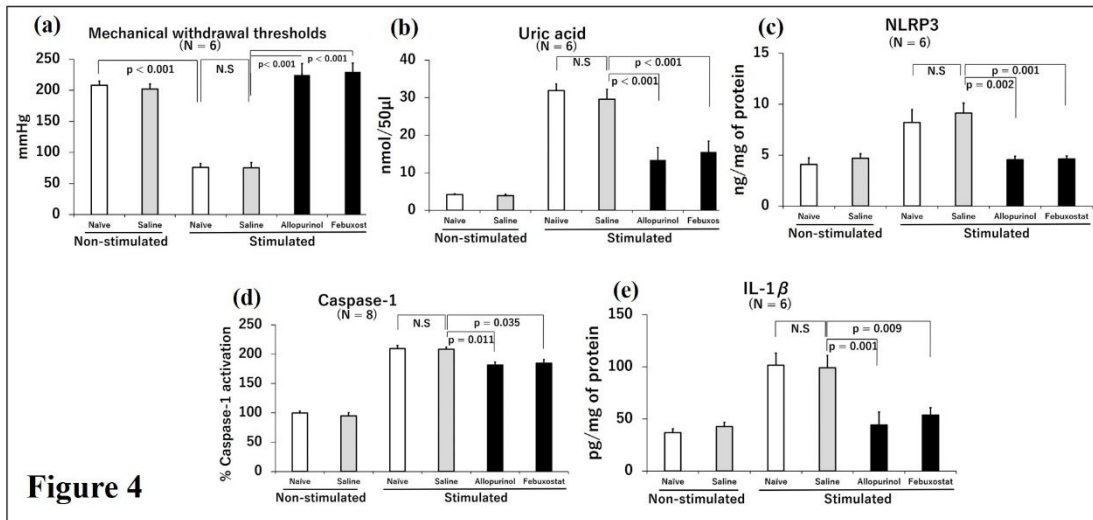 (a)
Mechanical withdrawal thresholds
(N = 6)
p < 0.001
N.S
p < 0.001
p < 0.001
mmHg
250
200
150
100
50
0
Naïve
Saline
Naïve
Saline
Allopurinol
Febuxost
Non-stimulated
Stimulated
(b)
Uric acid
(N = 6)
N.S
p < 0.001
p < 0.001
nmol/50μl
40
30
20
10
0
Naïve
Saline
Naiive
Saline
Allopurinol
Febuxos
Non-stimulated
Stimulated
(c)
NLRP3
(N = 6)
N.S
p = 0.001
p = 0.002
ng/mg of protein
15
10
5
0
Naïve
Saline
Naïve
Saline
Allopurinol
Febuxostat
Non-stimulated
Stimulated
(d)
Caspase-1
(N = 8)
N.S
p = 0.035
p = 0.011
% Caspase-1 activation
250
200
150
100
50
0
Naïve
Saline
Naïve
Saline
Allopurinol
Febuxostat
Non-stimulated
Stimulated
(e)
IL-1β
(N = 6)
N.S
p = 0.009
p = 0.001
pg/mg of protein
150
100
50
0
Naïve
Saline
Naïve
Saline
Allopurinol
Febuxostat
Non-stimulated
Stimulated
Figure 4